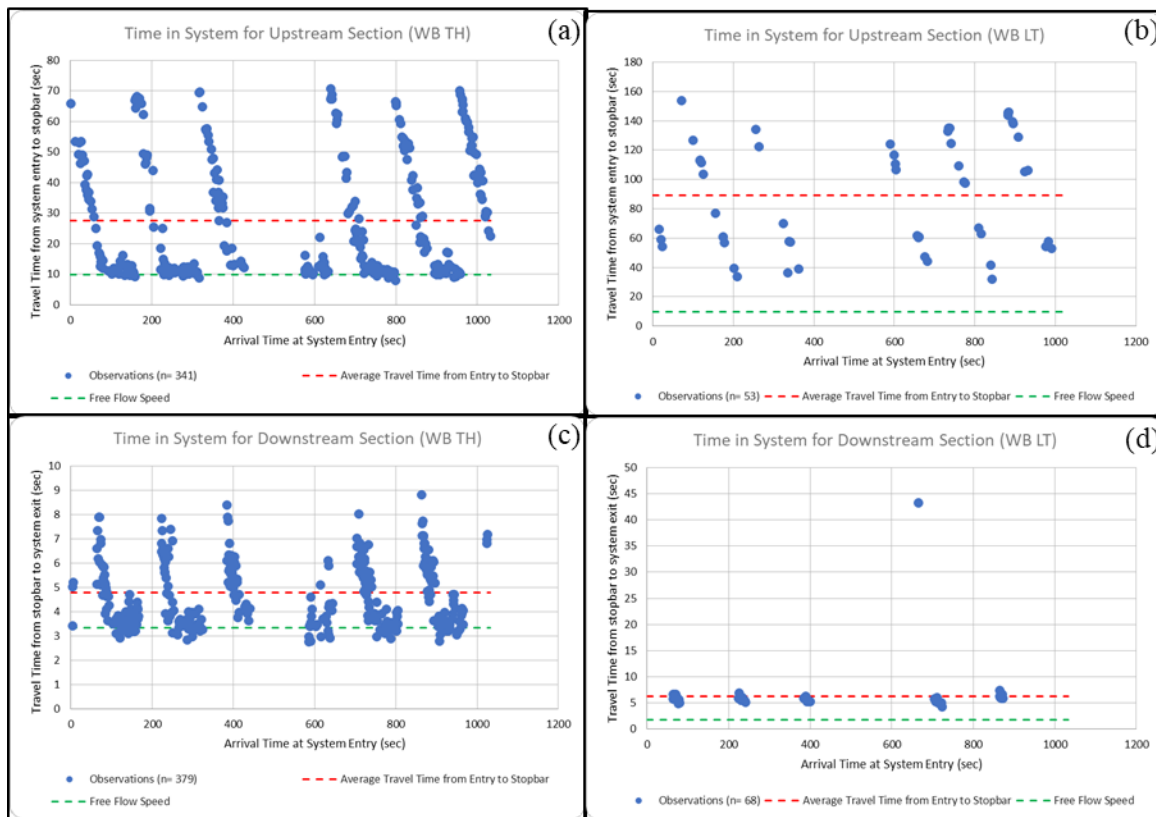 Time in System for Upstream Section (WB TH)
(a)
Travel Time from system entry to stopbar (sec)
80
70
60
50
40
30
20
10
0
0 200 400 600 800 1000 1200
Arrival Time at System Entry (sec)
Observations (n= 341) Average Travel Time from Entry to Stopbar
Free Flow Speed
Time in System for Upstream Section (WB LT)
(b)
Travel Time from system entry to stopbar (sec)
180
160
140
120
100
80
60
40
20
0
0 200 400 600 800 1000 1200
Arrival Time at System Entry (sec)
Observations (n= 53) Average Travel Time from Entry to Stopbar Free Flow Speed
Time in System for Downstream Section (WB TH)
(c)
Travel Time from stopbar to system exit (sec)
10
9
8
7
6
5
4
3
2
1
0
0 200 400 600 800 1000 1200
Arrival Time at System Entry (sec)
Observations (n= 379) Average Travel Time from Entry to Stopbar
Free Flow Speed
Time in System for Downstream Section (WB LT)
(d)
Travel Time from stopbar to system exit (sec)
50
45
40
35
30
25
20
15
10
5
0
0 200 400 600 800 1000 1200
Arrival Time at System Entry (sec)
Observations (n= 68) Average Travel Time from Entry to Stopbar Free Flow Speed